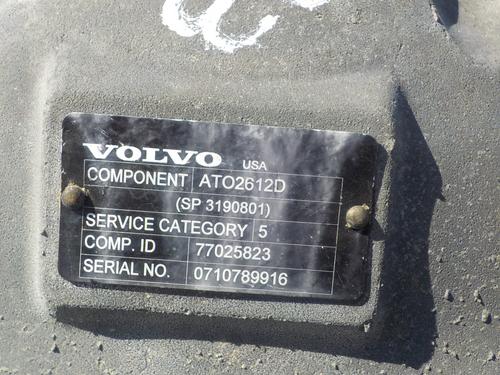 VOLVO USA
COMPONENT ATO2612D
(SP 3190801)
SERVICE CATEGORY 5
COMP. ID 77025823
SERIAL NO. 0710789916